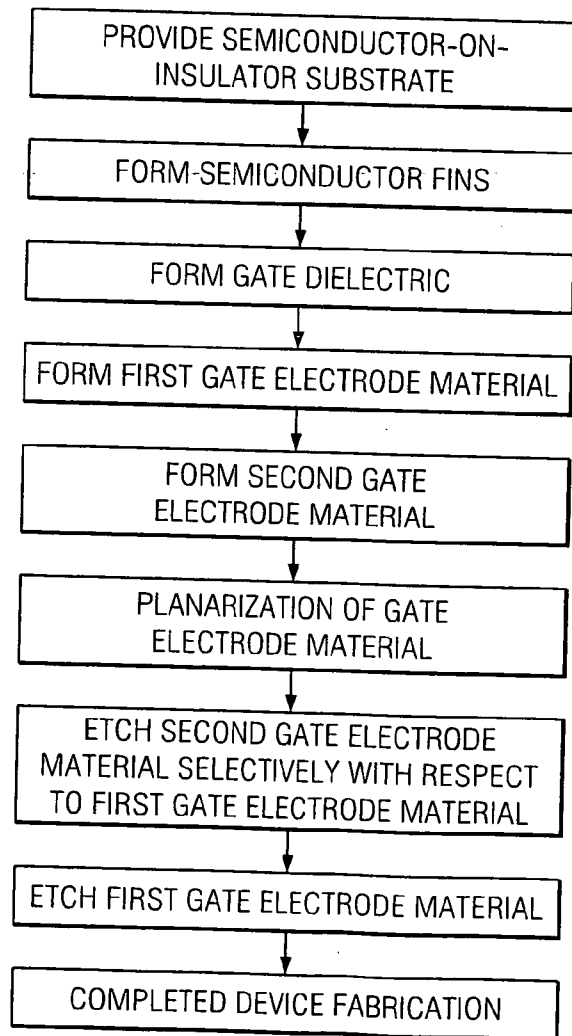 PROVIDE SEMICONDUCTOR-ON-
INSULATOR SUBSTRATE
FORM-SEMICONDUCTOR FINS
FORM GATE DIELECTRIC
FORM FIRST GATE ELECTRODE MATERIAL
FORM SECOND GATE
ELECTRODE MATERIAL
PLANARIZATION OF GATE
ELECTRODE MATERIAL
ETCH SECOND GATE ELECTRODE
MATERIAL SELECTIVELY WITH RESPECT
TO FIRST GATE ELECTRODE MATERIAL
ETCH FIRST GATE ELECTRODE MATERIAL
COMPLETED DEVICE FABRICATION